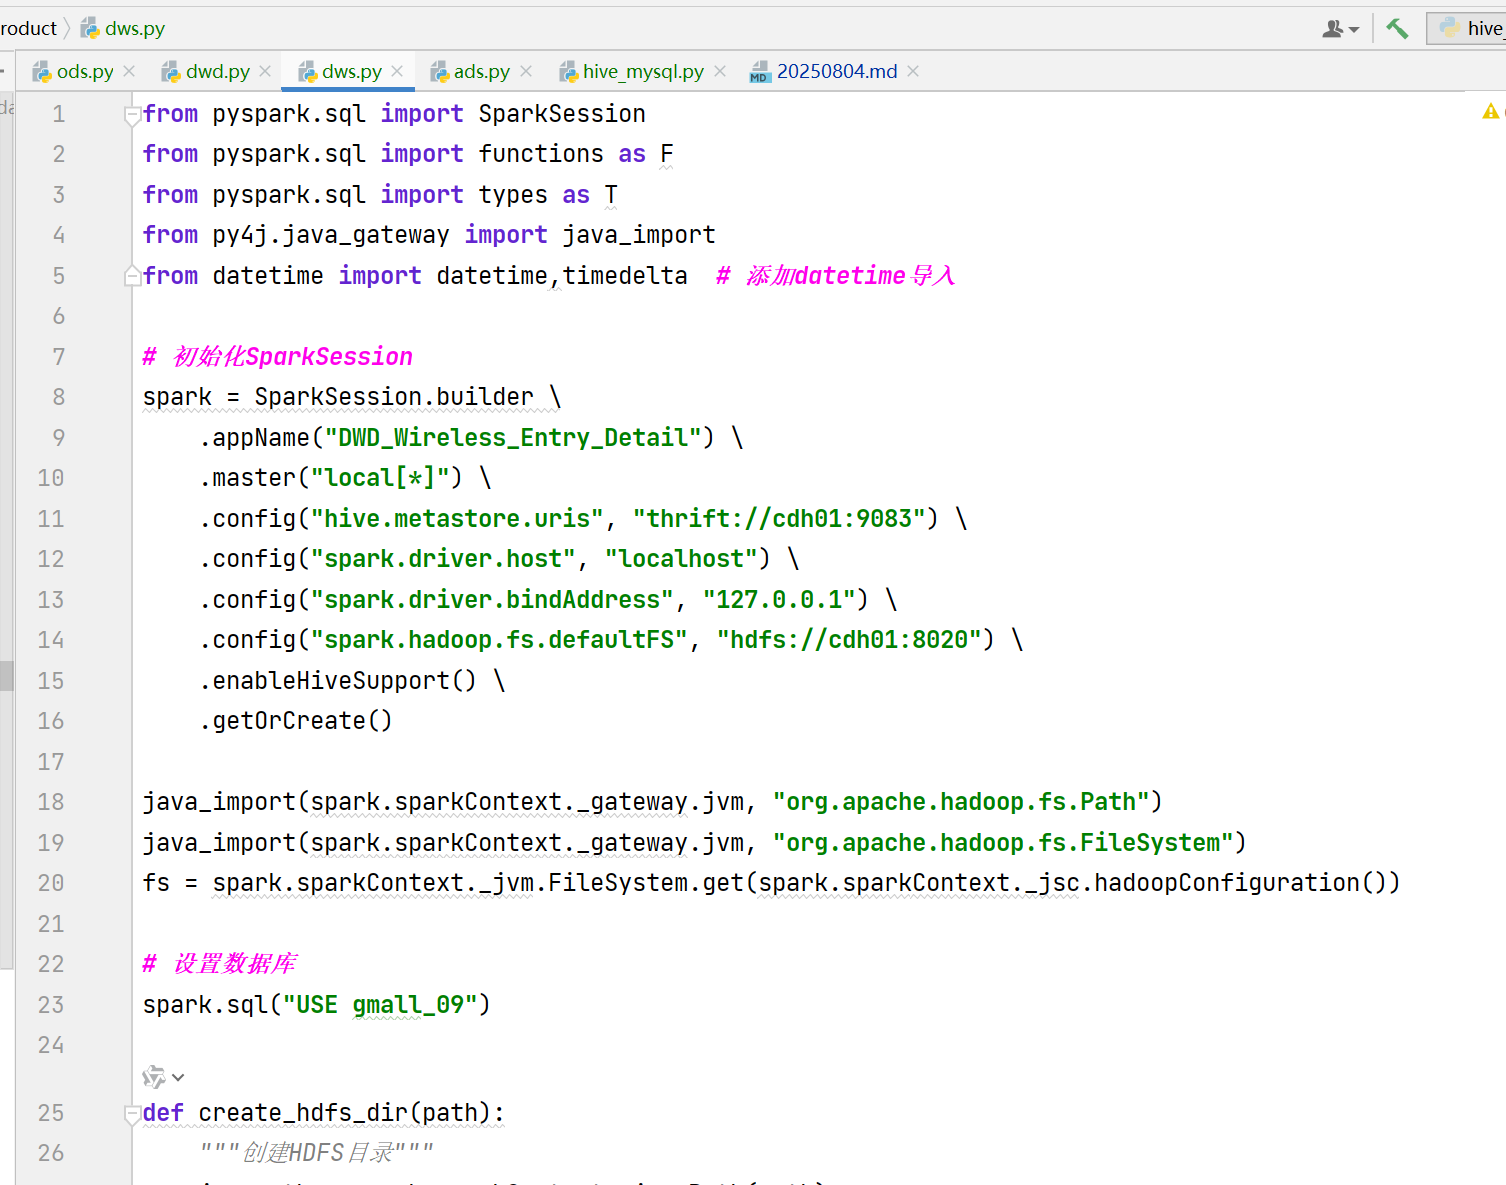 roduct 〉 dws.py
hive_
ods.py × dwd.py × dws.py × ads.py × hive_mysql.py × 20250804.md ×
1 from pyspark.sql import SparkSession
2 from pyspark.sql import functions as F
3 from pyspark.sql import types as T
4 from py4j.java_gateway import java_import
5 from datetime import datetime,timedelta  # 添加datetime导入
6
7 # 初始化SparkSession
8 spark = SparkSession.builder \
9     .appName("DWD_Wireless_Entry_Detail") \
10     .master("local[*]") \
11     .config("hive.metastore.uris", "thrift://cdh01:9083") \
12     .config("spark.driver.host", "localhost") \
13     .config("spark.driver.bindAddress", "127.0.0.1") \
14     .config("spark.hadoop.fs.defaultFS", "hdfs://cdh01:8020") \
15     .enableHiveSupport() \
16     .getOrCreate()
17
18 java_import(spark.sparkContext._gateway.jvm, "org.apache.hadoop.fs.Path")
19 java_import(spark.sparkContext._gateway.jvm, "org.apache.hadoop.fs.FileSystem")
20 fs = spark.sparkContext._jvm.FileSystem.get(spark.sparkContext._jsc.hadoopConfiguration())
21
22 # 设置数据库
23 spark.sql("USE gmall_09")
24
25 def create_hdfs_dir(path):
26     """创建HDFS目录"""